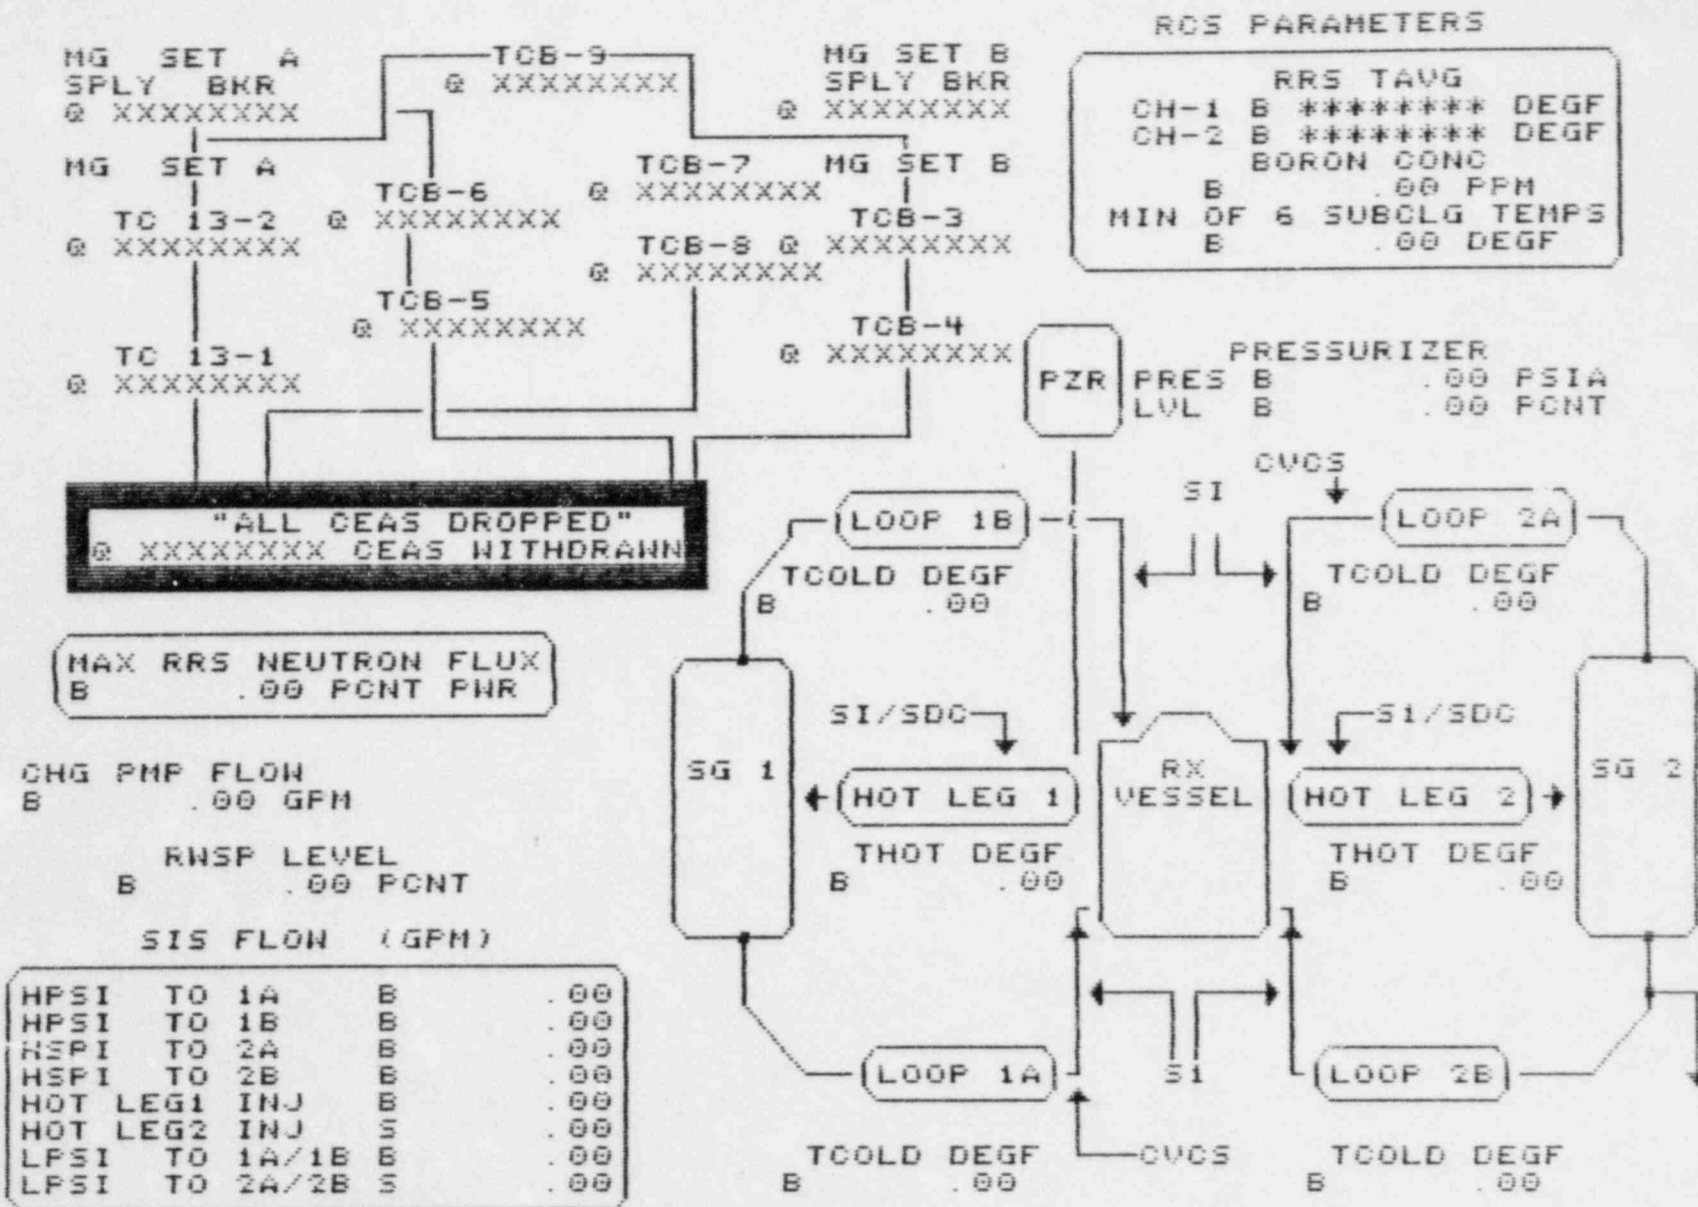 MG SET A
SPLY BKR
@ XXXXXXXX
TCB-9
@ XXXXXXXX
MG SET B
SPLY BKR
@ XXXXXXXX
MG SET A
TC 13-2
@ XXXXXXXX
TCB-6
@ XXXXXXXX
TCB-7
@ XXXXXXXX
MG SET B
TCB-3
@ XXXXXXXX
TCB-8
@ XXXXXXXX
TCB-5
@ XXXXXXXX
TCB-4
@ XXXXXXXX
TC 13-1
@ XXXXXXXX
"ALL CEAS DROPPED"
@ XXXXXXXX CEAS WITHDRAWN
RCS PARAMETERS
RRS TAVG
CH-1 B ******** DEGF
CH-2 B ******** DEGF
BORON CONC
B .00 PPM
MIN OF 6 SUBCLG TEMPS
B .00 DEGF
PZR
PRESSURIZER
PRES B .00 PSIA
LVL B .00 PCNT
MAX RRS NEUTRON FLUX
B .00 PCNT PWR
CHG PMP FLOW
B .00 GPM
RWSP LEVEL
B .00 PCNT
SIS FLOW (GPM)
HPSI TO 1A B .00
HPSI TO 1B B .00
HSPI TO 2A B .00
HSPI TO 2B B .00
HOT LEG1 INJ B .00
HOT LEG2 INJ S .00
LPSI TO 1A/1B B .00
LPSI TO 2A/2B S .00
CVCS
SI
LOOP 1B
LOOP 2A
TCOLD DEGF
B .00
TCOLD DEGF
B .00
SI/SDC
S1/SDC
SG 1
HOT LEG 1
RX
VESSEL
HOT LEG 2
SG 2
THOT DEGF
B .00
THOT DEGF
B .00
LOOP 1A
S1
LOOP 2B
TCOLD DEGF
B .00
CVCS
TCOLD DEGF
B .00